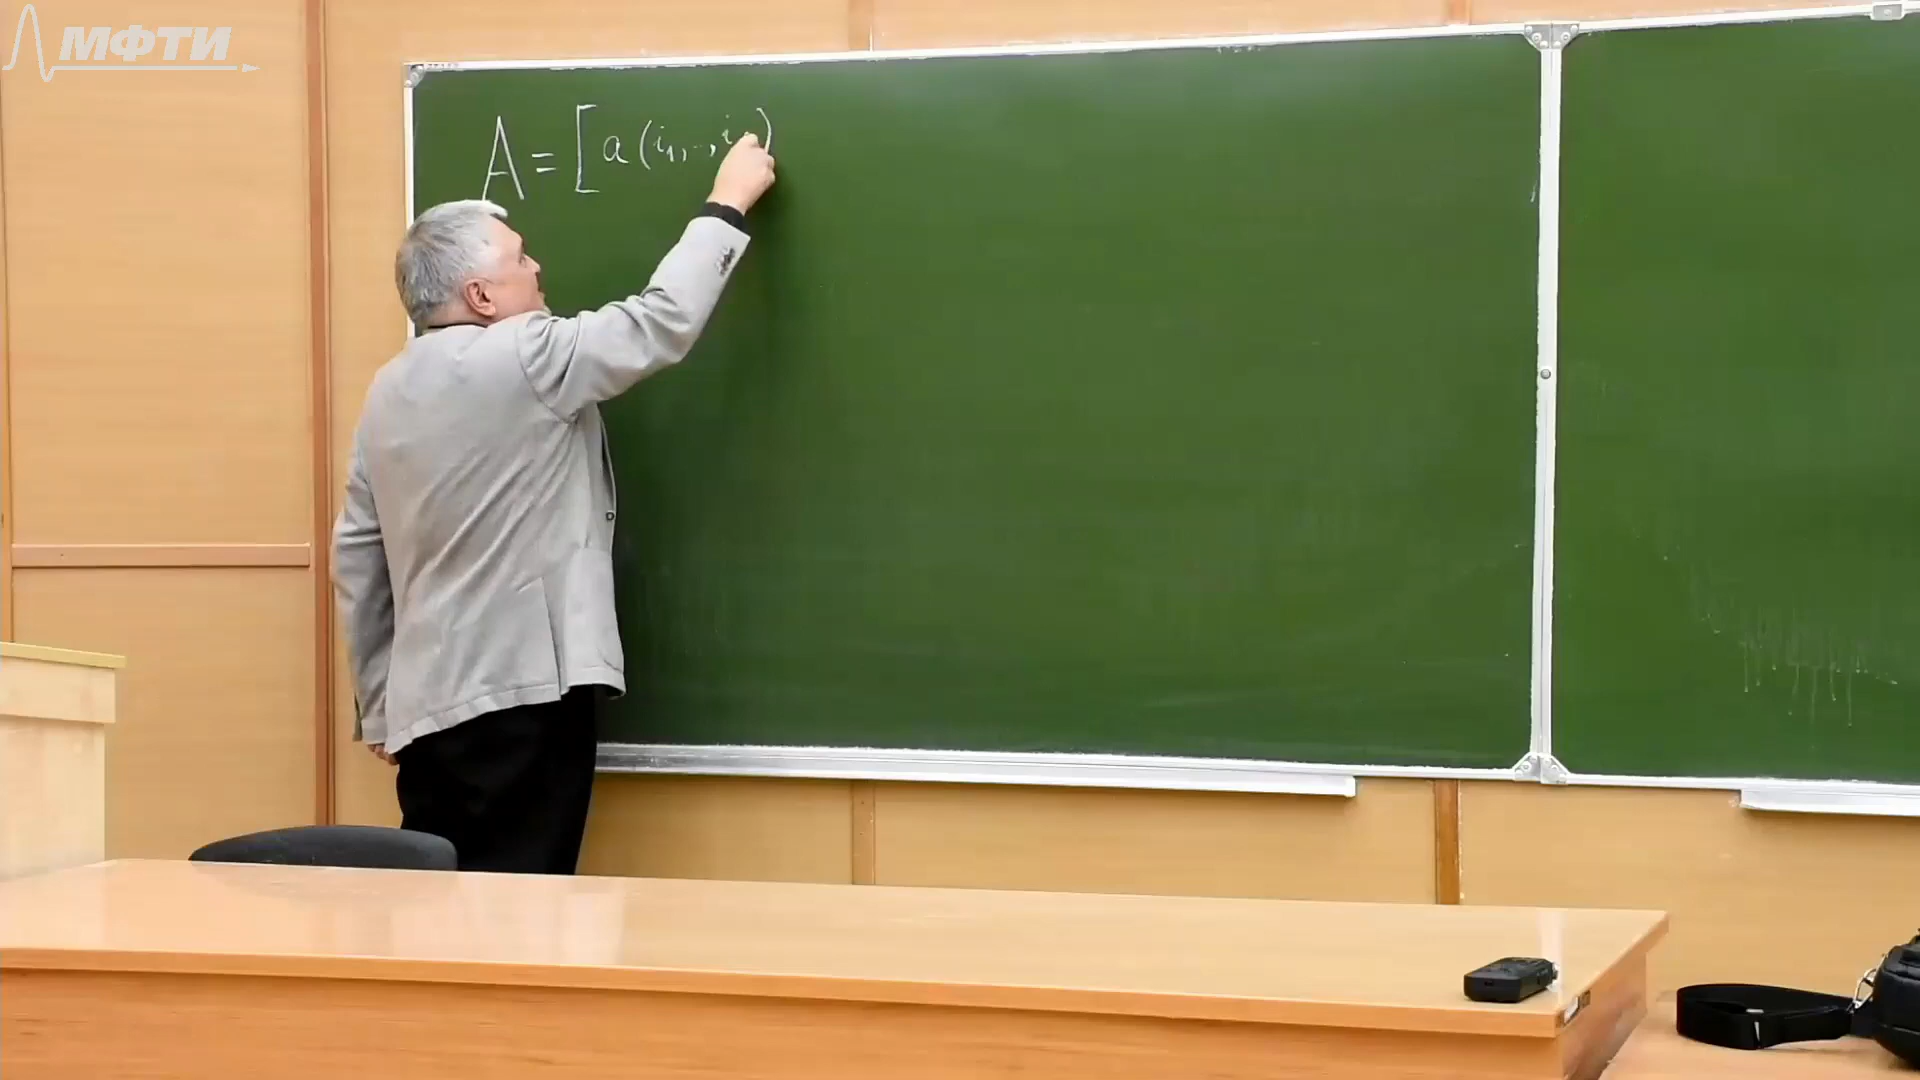 МФТИ
A = [a(i₁, .., i )